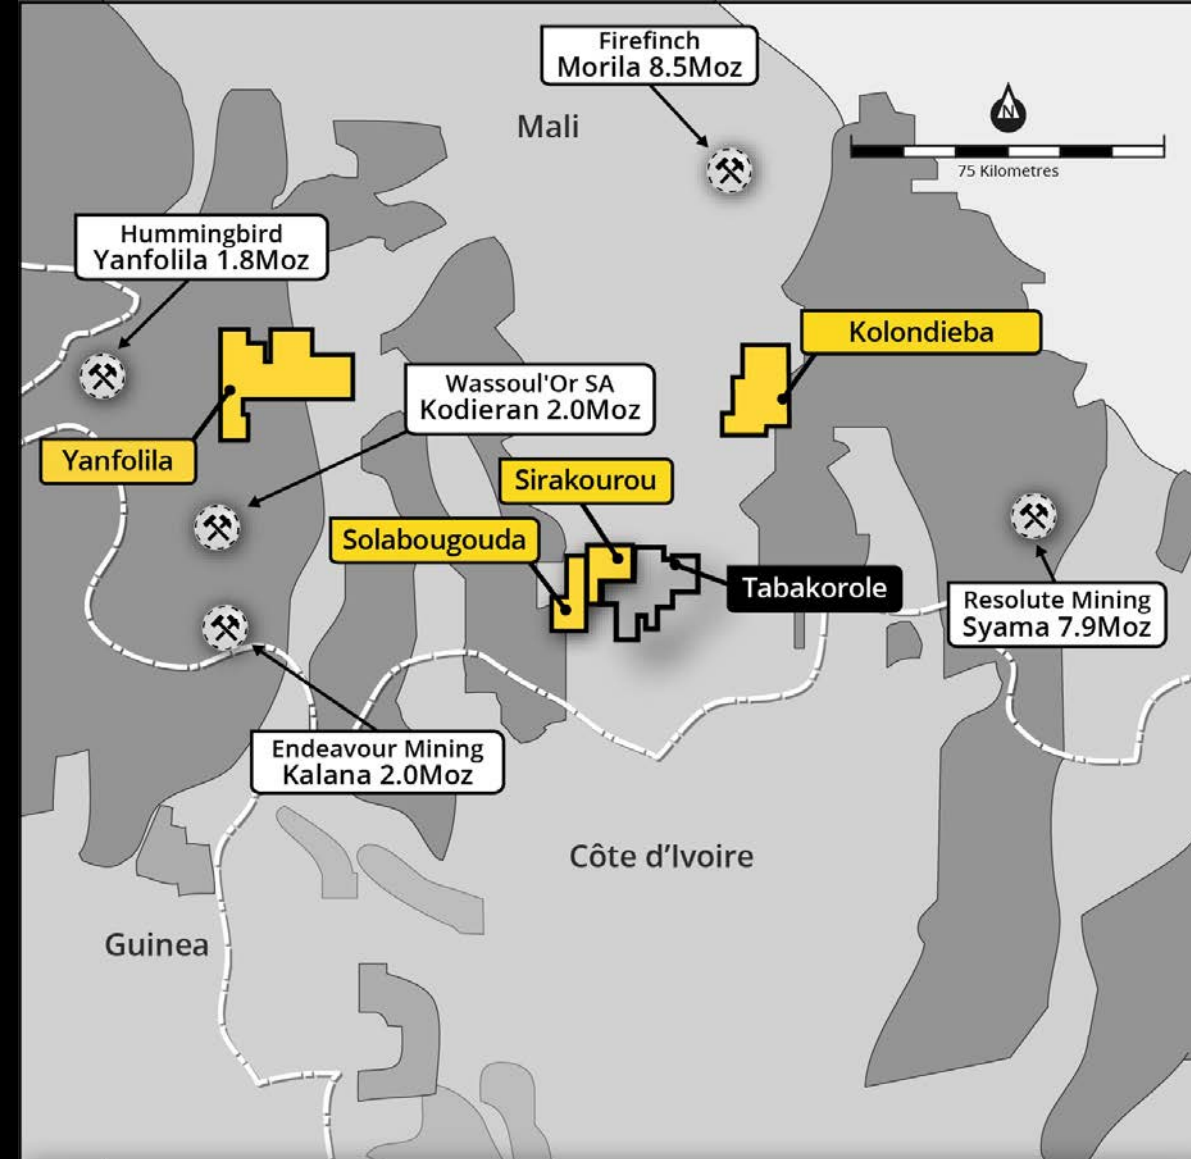 Firefinch
Morila 8.5Moz
Mali
N
75 Kilometres
Hummingbird
Yanfolila 1.8Moz
Kolondieba
Wassoul'Or SA
Kodieran 2.0Moz
Yanfolila
Sirakourou
Solabougouda
Tabakorole
Resolute Mining
Syama 7.9Moz
Endeavour Mining
Kalana 2.0Moz
Côte d’Ivoire
Guinea